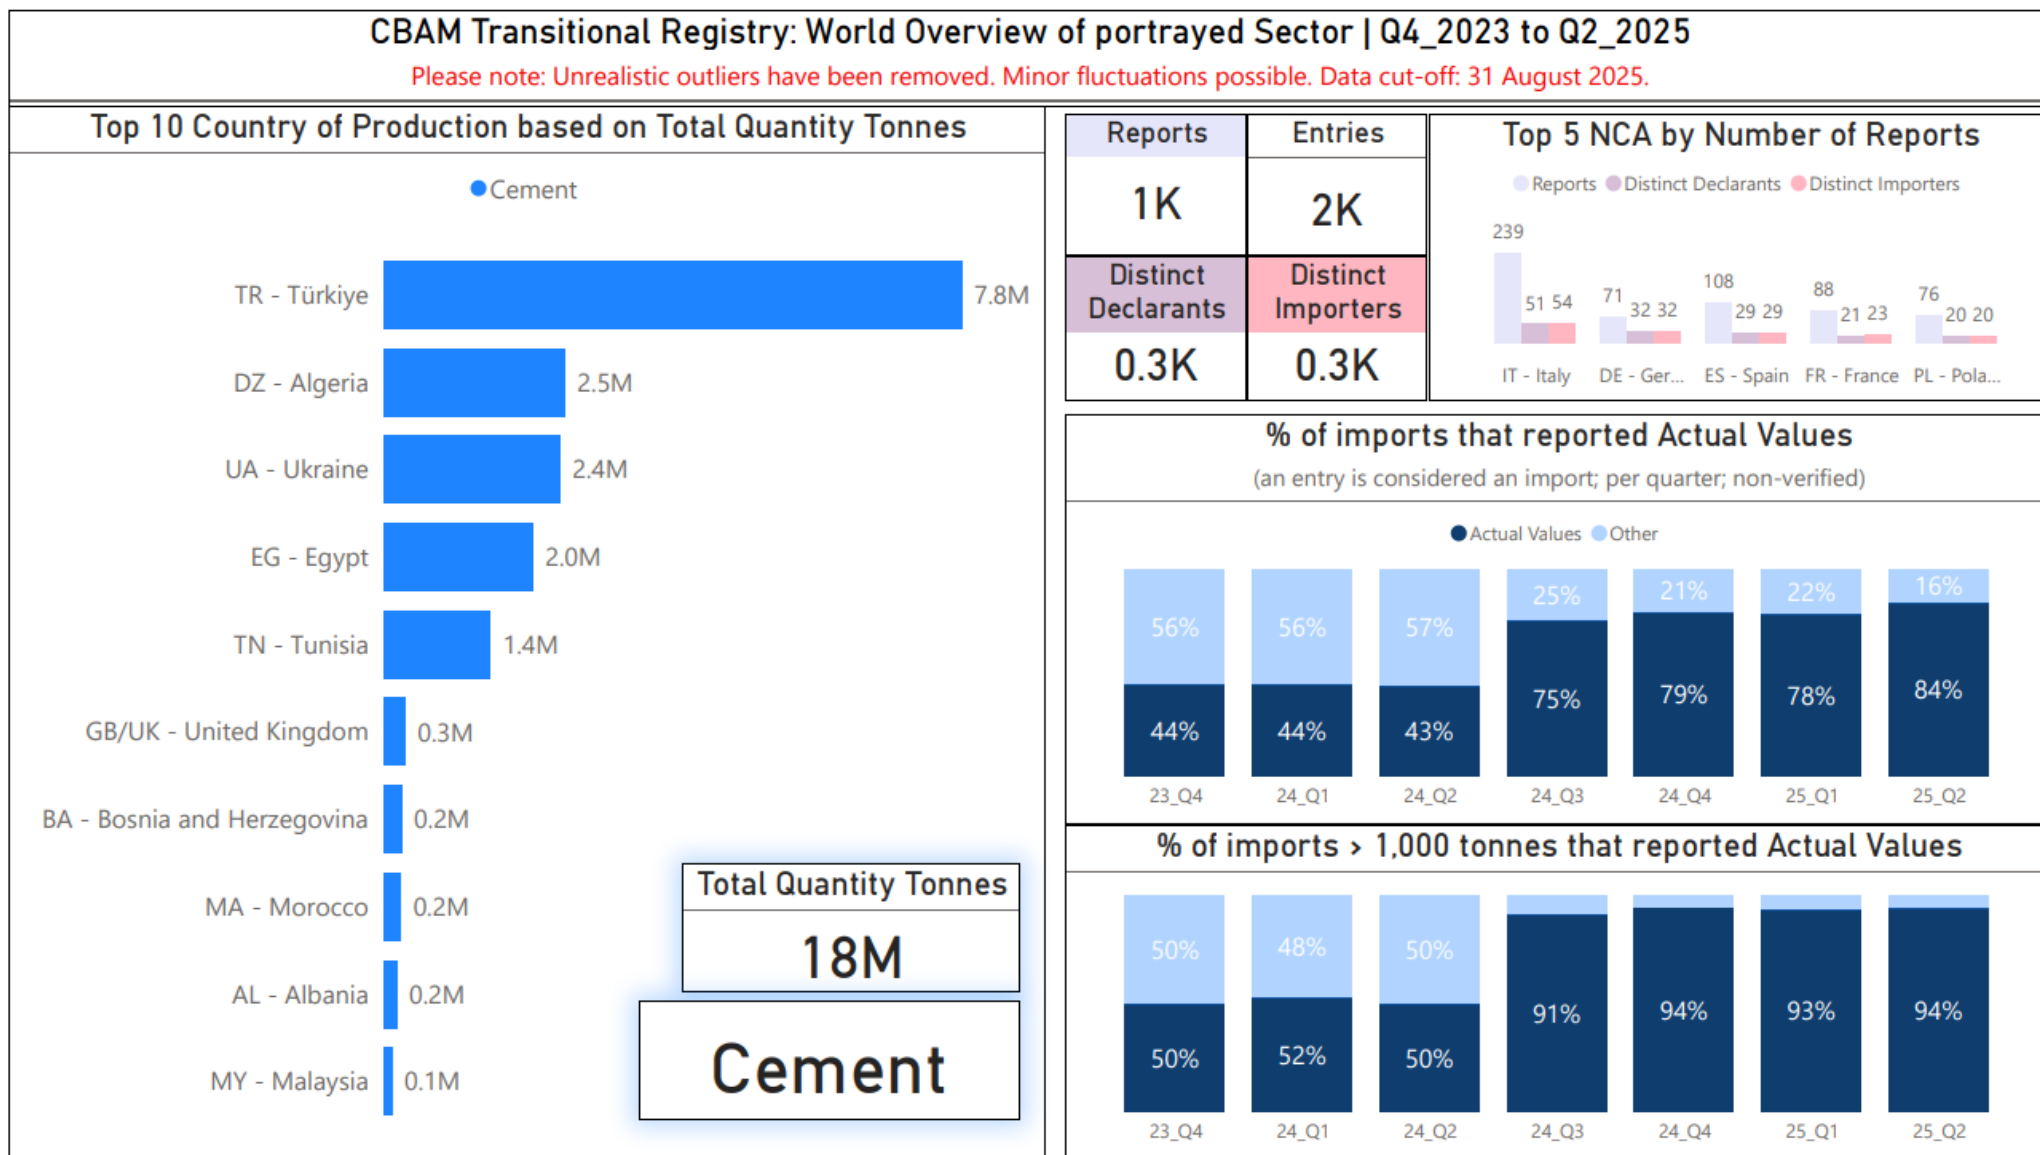 CBAM Transitional Registry: World Overview of portrayed Sector | Q4_2023 to Q2_2025
Please note: Unrealistic outliers have been removed. Minor fluctuations possible. Data cut-off: 31 August 2025.
Top 10 Country of Production based on Total Quantity Tonnes
Cement
TR - Türkiye 7.8M
DZ - Algeria 2.5M
UA - Ukraine 2.4M
EG - Egypt 2.0M
TN - Tunisia 1.4M
GB/UK - United Kingdom 0.3M
BA - Bosnia and Herzegovina 0.2M
MA - Morocco 0.2M
AL - Albania 0.2M
MY - Malaysia 0.1M
Total Quantity Tonnes
18M
Cement
Reports
1K
Entries
2K
Distinct
Declarants
0.3K
Distinct
Importers
0.3K
Top 5 NCA by Number of Reports
Reports Distinct Declarants Distinct Importers
239 51 54 71 32 32 108 29 29 88 21 23 76 20 20
IT - Italy DE - Ger... ES - Spain FR - France PL - Pola...
% of imports that reported Actual Values
(an entry is considered an import; per quarter; non-verified)
Actual Values Other
56% 56% 57% 25% 21% 22% 16%
44% 44% 43% 75% 79% 78% 84%
23_Q4 24_Q1 24_Q2 24_Q3 24_Q4 25_Q1 25_Q2
% of imports > 1,000 tonnes that reported Actual Values
50% 48% 50%
50% 52% 50% 91% 94% 93% 94%
23_Q4 24_Q1 24_Q2 24_Q3 24_Q4 25_Q1 25_Q2